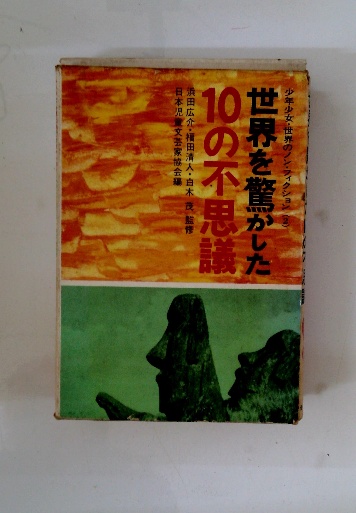 少年少女・世界のノンフィクション
世界を驚かした
10の不思議
浜田広介・福田清人・白木茂 監修
日本児童文芸家協会編